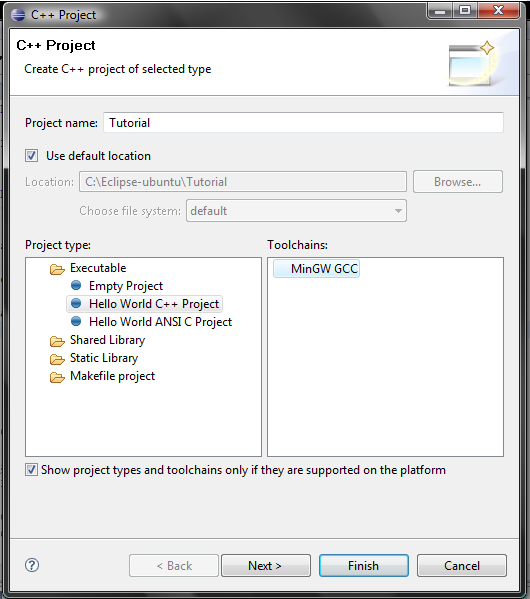 C++ Project
C++ Project
Create C++ project of selected type
Project name: Tutorial
Use default location
Location: C:\Eclipse-ubuntu\Tutorial Browse...
Choose file system: default
Project type: Toolchains:
Executable MinGW GCC
Empty Project
Hello World C++ Project
Hello World ANSI C Project
Shared Library
Static Library
Makefile project
Show project types and toolchains only if they are supported on the platform
? < Back Next > Finish Cancel